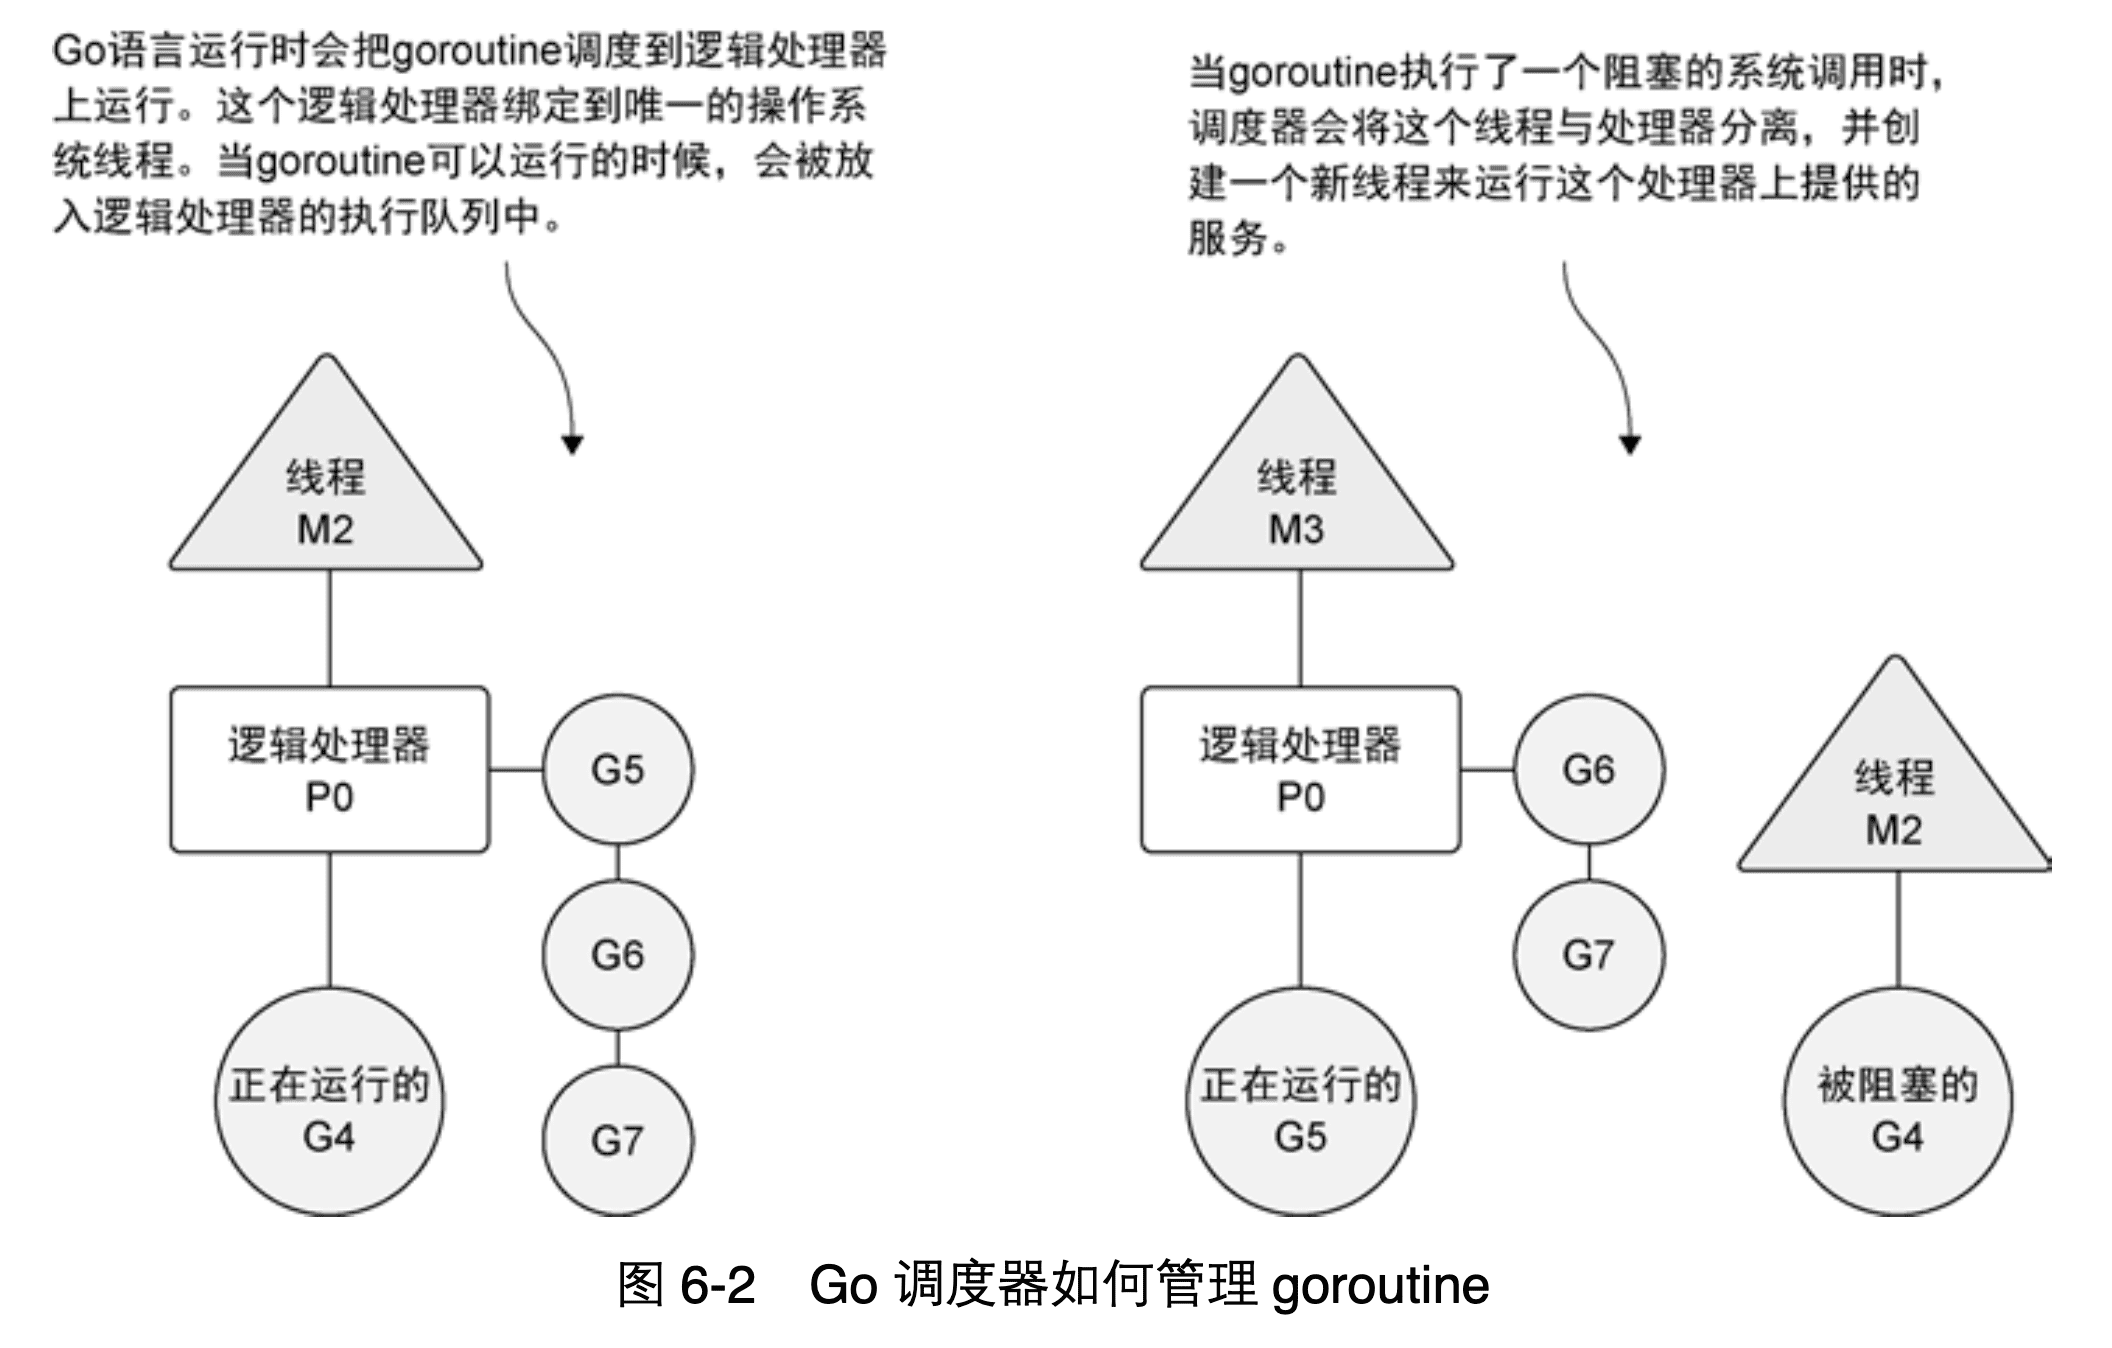 Go语言运行时会把goroutine调度到逻辑处理器
上运行。这个逻辑处理器绑定到唯一的操作系
统线程。当goroutine可以运行的时候，会被放
入逻辑处理器的执行队列中。
当goroutine执行了一个阻塞的系统调用时，
调度器会将这个线程与处理器分离，并创
建一个新线程来运行这个处理器上提供的
服务。
线程
M2
逻辑处理器
P0
G5
G6
G7
正在运行的
G4
线程
M3
逻辑处理器
P0
G6
G7
正在运行的
G5
线程
M2
被阻塞的
G4
图 6-2 Go 调度器如何管理 goroutine